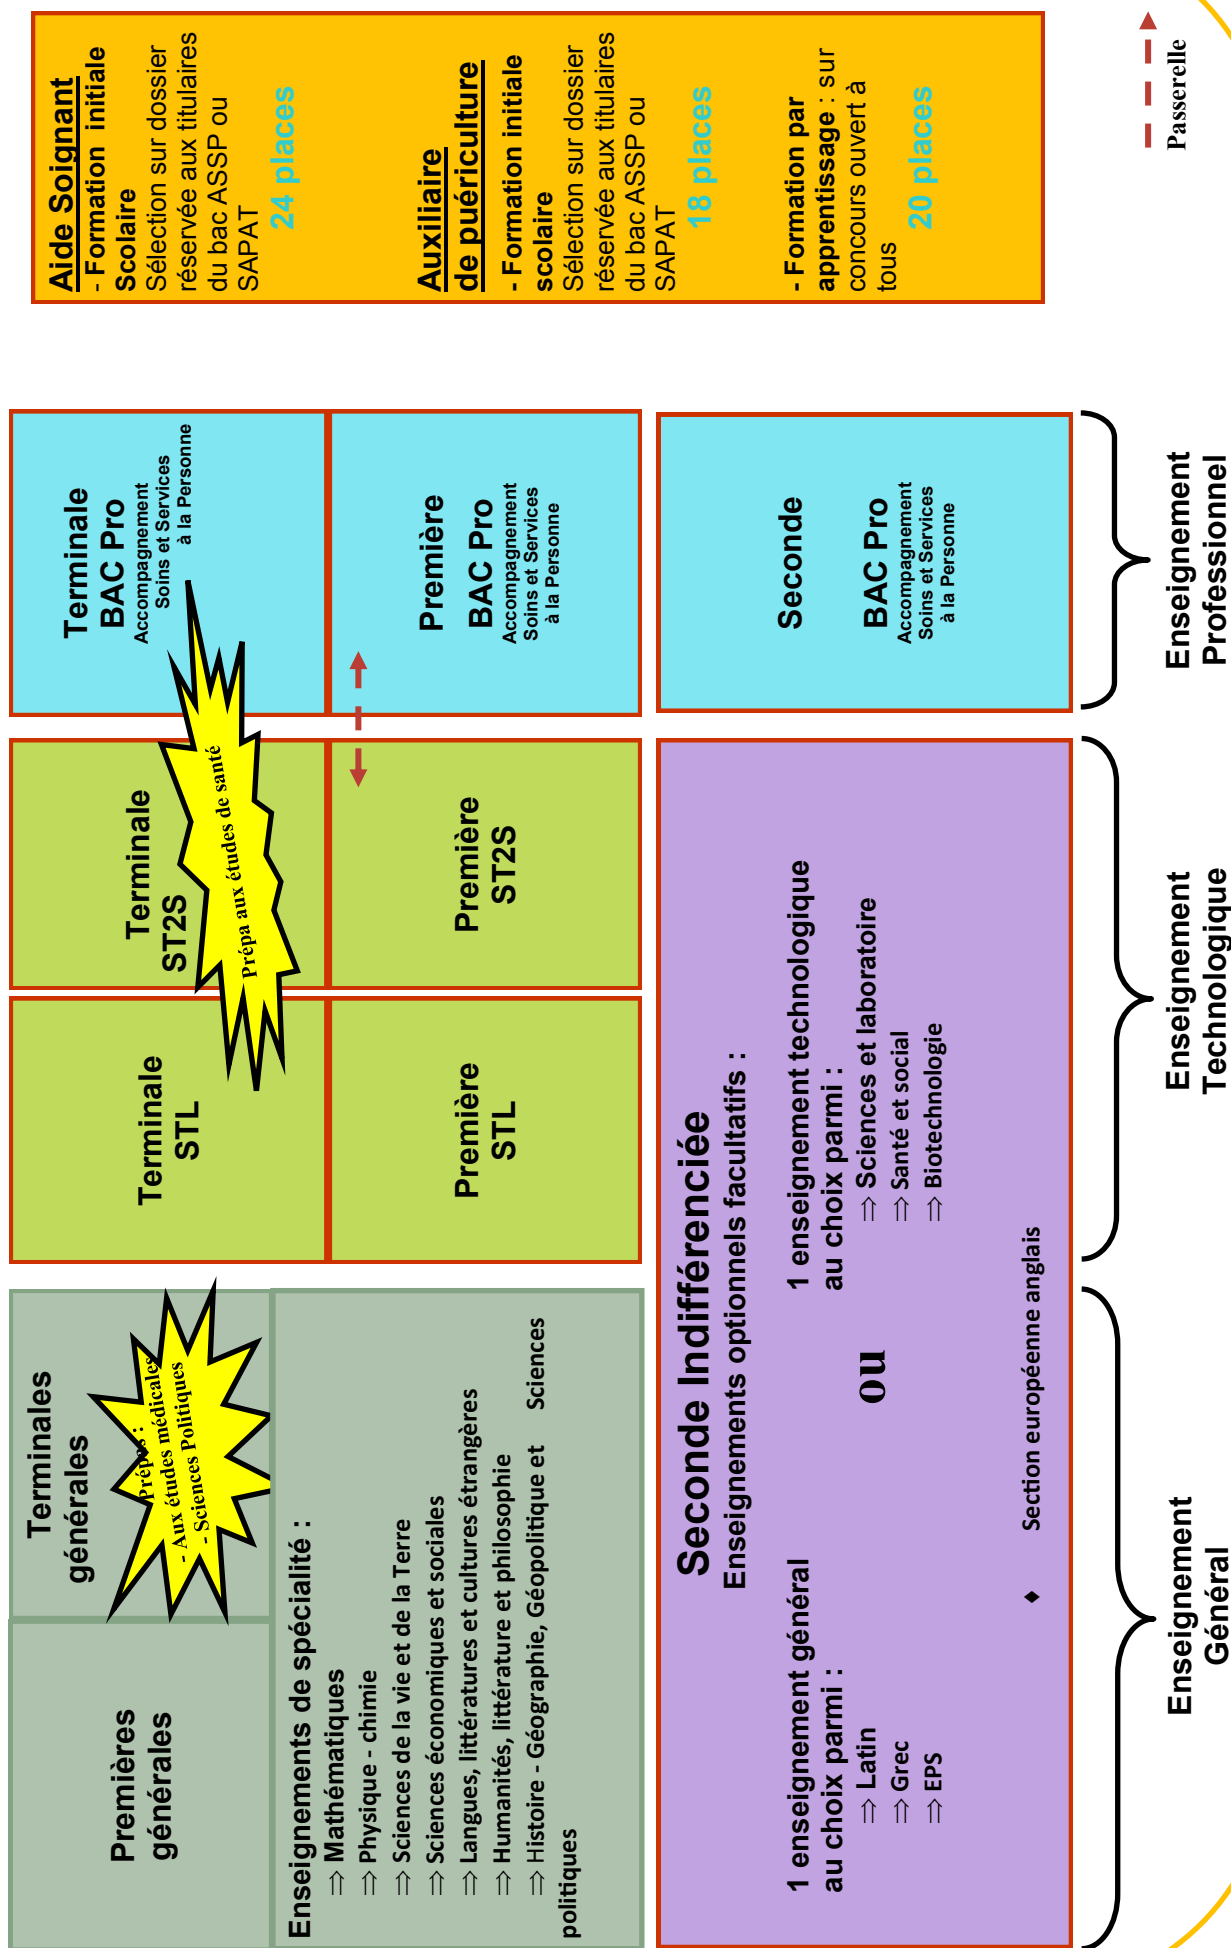 Premières
générales
Terminales
générales
Prépas :
- Aux études médicales
- Sciences Politiques
Enseignements de spécialité :
⇒ Mathématiques
⇒ Physique - chimie
⇒ Sciences de la vie et de la Terre
⇒ Sciences économiques et sociales
⇒ Langues, littératures et cultures étrangères
⇒ Humanités, littérature et philosophie
⇒ Histoire - Géographie, Géopolitique et Sciences
politiques
Terminale
STL
Terminale
ST2S
Prépa aux études de santé
Première
STL
Première
ST2S
Terminale
BAC Pro
Accompagnement
Soins et Services
à la Personne
Première
BAC Pro
Accompagnement
Soins et Services
à la Personne
Seconde
BAC Pro
Accompagnement
Soins et Services
à la Personne
Seconde Indifférenciée
Enseignements optionnels facultatifs :
1 enseignement général
au choix parmi :
⇒ Latin
⇒ Grec
⇒ EPS
ou
1 enseignement technologique
au choix parmi :
⇒ Sciences et laboratoire
⇒ Santé et social
⇒ Biotechnologie
♦ Section européenne anglais
Enseignement
Général
Enseignement
Technologique
Enseignement
Professionnel
Aide Soignant
- Formation initiale
Scolaire
Sélection sur dossier
réservée aux titulaires
du bac ASSP ou
SAPAT
24 places
Auxiliaire
de puériculture
- Formation initiale
scolaire
Sélection sur dossier
réservée aux titulaires
du bac ASSP ou
SAPAT
18 places
- Formation par
apprentissage : sur
concours ouvert à
tous
20 places
Passerelle